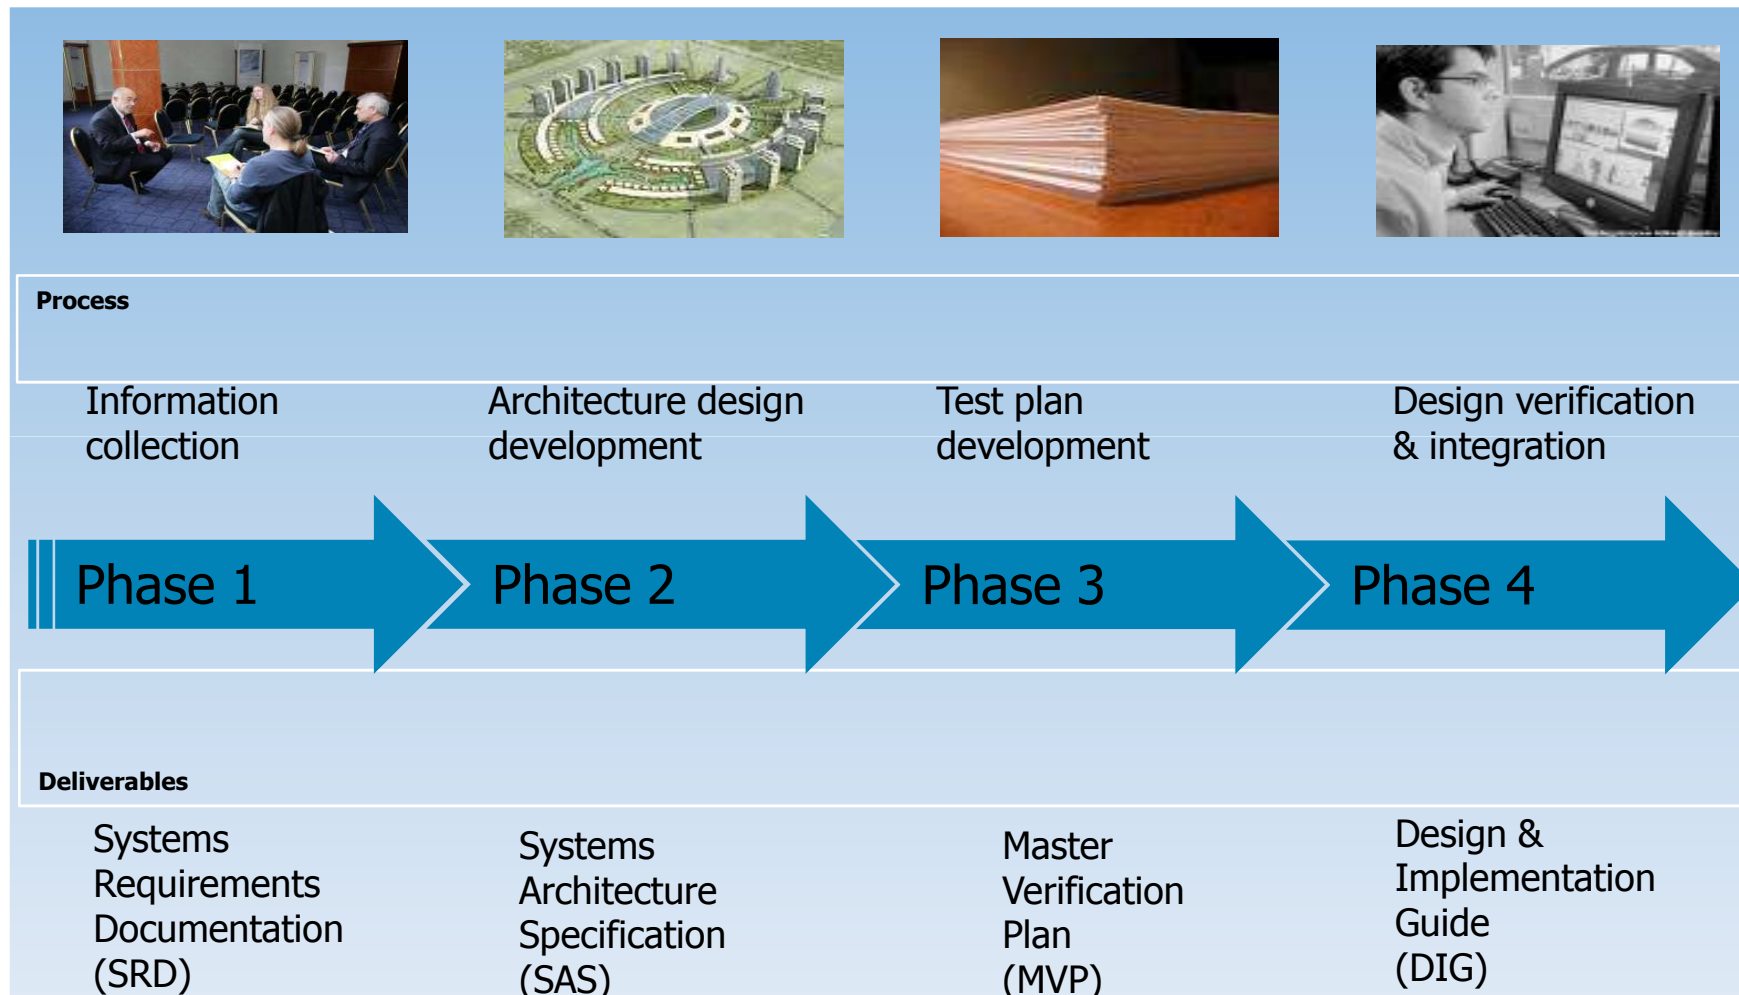 Process
Information
collection
Architecture design
development
Test plan
development
Design verification
& integration
Phase 1
Phase 2
Phase 3
Phase 4
Deliverables
Systems
Requirements
Documentation
(SRD)
Systems
Architecture
Specification
(SAS)
Master
Verification
Plan
(MVP)
Design &
Implementation
Guide
(DIG)